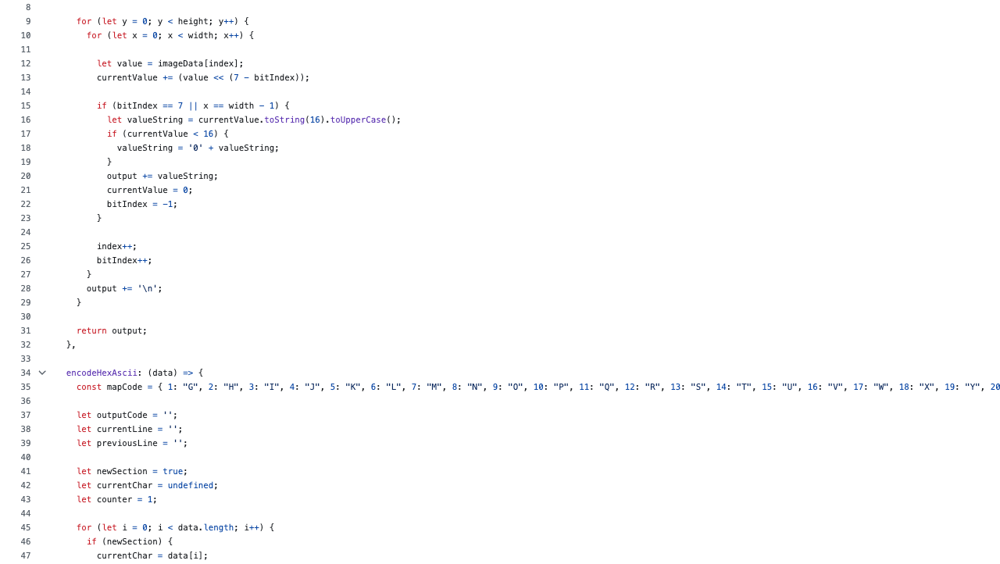 8
9 for (let y = 0; y < height; y++) {
10 for (let x = 0; x < width; x++) {
11
12 let value = imageData[index];
13 currentValue += (value << (7 - bitIndex));
14
15 if (bitIndex == 7 || x == width - 1) {
16 let valueString = currentValue.toString(16).toUpperCase();
17 if (currentValue < 16) {
18 valueString = '0' + valueString;
19 }
20 output += valueString;
21 currentValue = 0;
22 bitIndex = -1;
23 }
24
25 index++;
26 bitIndex++;
27 }
28 output += '\n';
29 }
30
31 return output;
32 },
33
34 encodeHexAscii: (data) => {
35 const mapCode = { 1: "G", 2: "H", 3: "I", 4: "J", 5: "K", 6: "L", 7: "M", 8: "N", 9: "O", 10: "P", 11: "Q", 12: "R", 13: "S", 14: "T", 15: "U", 16: "V", 17: "W", 18: "X", 19: "Y", 20
36
37 let outputCode = '';
38 let currentLine = '';
39 let previousLine = '';
40
41 let newSection = true;
42 let currentChar = undefined;
43 let counter = 1;
44
45 for (let i = 0; i < data.length; i++) {
46 if (newSection) {
47 currentChar = data[i];